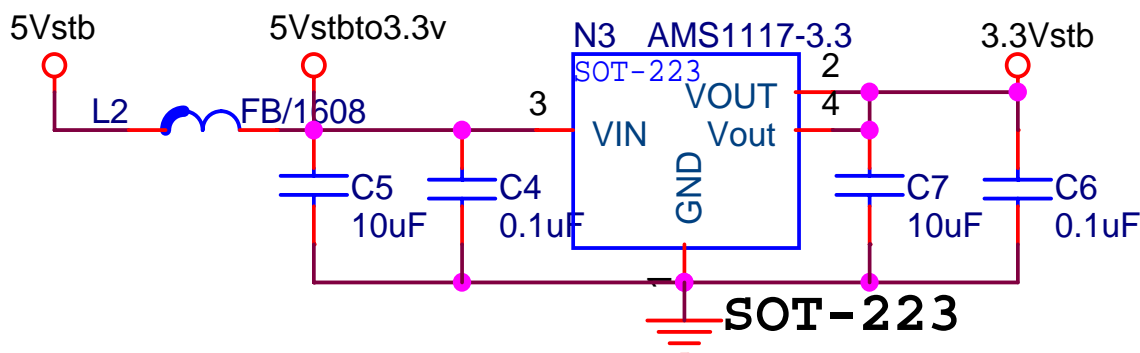 5Vstb
5Vstbto3.3v
N3 AMS1117-3.3
3.3Vstb
SOT-223
2
VOUT
L2
FB/1608
3
4
VIN
Vout
GND
C5
10uF
C4
0.1uF
C7
10uF
C6
0.1uF
1
SOT-223